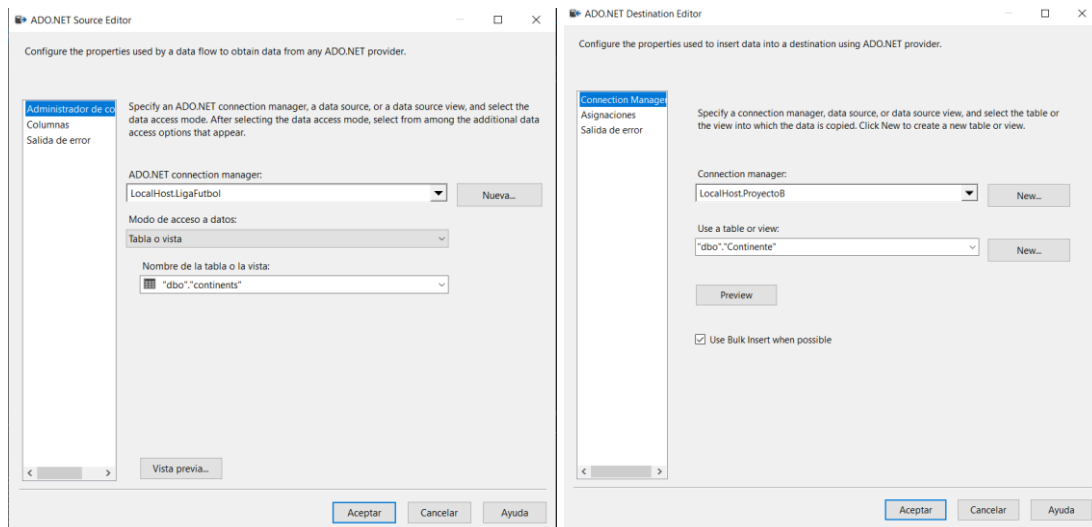 ADO.NET Source Editor
Configure the properties used by a data flow to obtain data from any ADO.NET provider.
Administrador de co
Columnas
Salida de error
Specify an ADO.NET connection manager, a data source, or a data source view, and select the
data access mode. After selecting the data access mode, select from among the additional data
access options that appear.
ADO.NET connection manager:
LocalHost.LigaFutbol
Nueva...
Modo de acceso a datos:
Tabla o vista
Nombre de la tabla o la vista:
"dbo"."continents"
Vista previa...
Aceptar
Cancelar
Ayuda
ADO.NET Destination Editor
Configure the properties used to insert data into a destination using ADO.NET provider.
Connection Manager
Asignaciones
Salida de error
Specify a connection manager, data source, or data source view, and select the table or
the view into which the data is copied. Click New to create a new table or view.
Connection manager:
LocalHost.ProyectoB
New...
Use a table or view:
"dbo"."Continente"
New...
Preview
Use Bulk Insert when possible
Aceptar
Cancelar
Ayuda